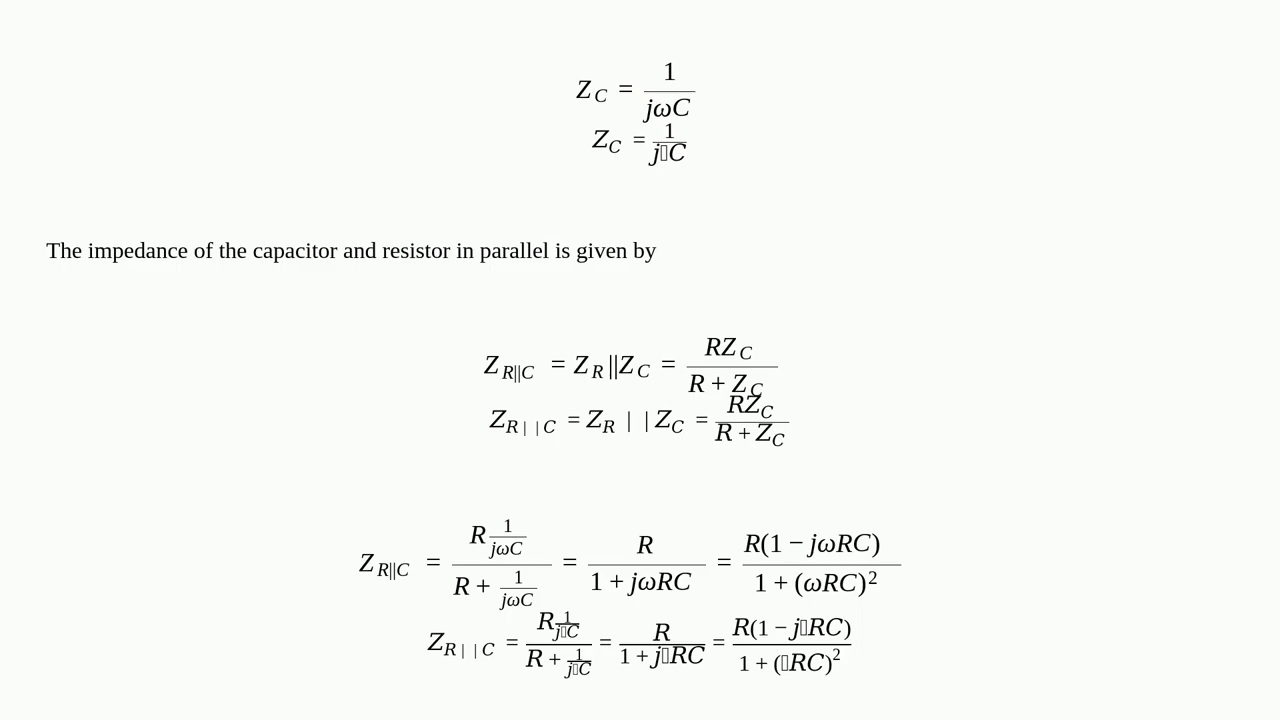 Z_C = 1/(jωC)
Z_C = 1/(j▯C)
The impedance of the capacitor and resistor in parallel is given by
Z_{R||C} = Z_R||Z_C = RZ_C/(R + Z_C)
Z_{R | | C} = Z_R | | Z_C = RZ_C/(R + Z_C)
Z_{R||C} = (R 1/(jωC))/(R + 1/(jωC)) = R/(1 + jωRC) = R(1 − jωRC)/(1 + (ωRC)^2)
Z_{R | | C} = (R 1/(j▯C))/(R + 1/(j▯C)) = R/(1 + j▯RC) = R(1 − j▯RC)/(1 + (▯RC)^2)